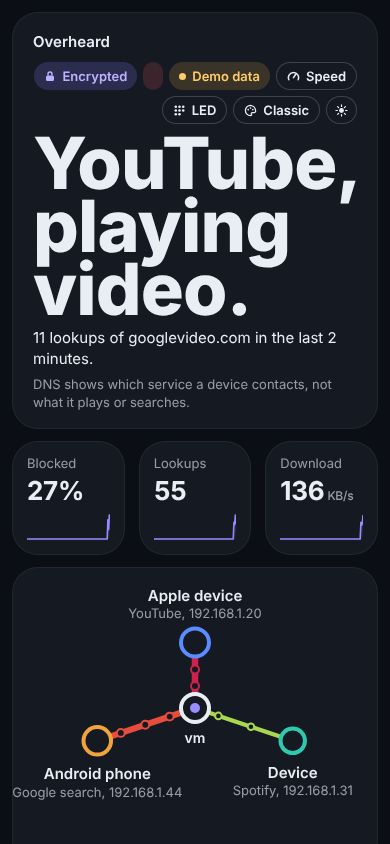 Overheard
Encrypted
Demo data
Speed
LED
Classic
YouTube,
playing
video.
11 lookups of googlevideo.com in the last 2
minutes.
DNS shows which service a device contacts, not
what it plays or searches.
Blocked
27%
Lookups
55
Download
136 KB/s
Apple device
YouTube, 192.168.1.20
vm
Android phone
Google search, 192.168.1.44
Device
Spotify, 192.168.1.31